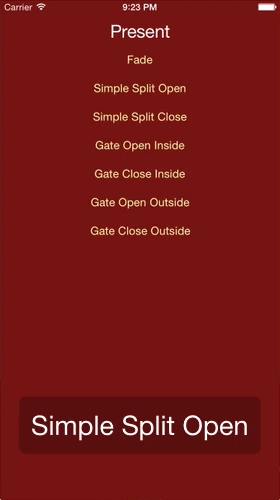 Carrier 9:23 PM
Present
Fade
Simple Split Open
Simple Split Close
Gate Open Inside
Gate Close Inside
Gate Open Outside
Gate Close Outside
Simple Split Open